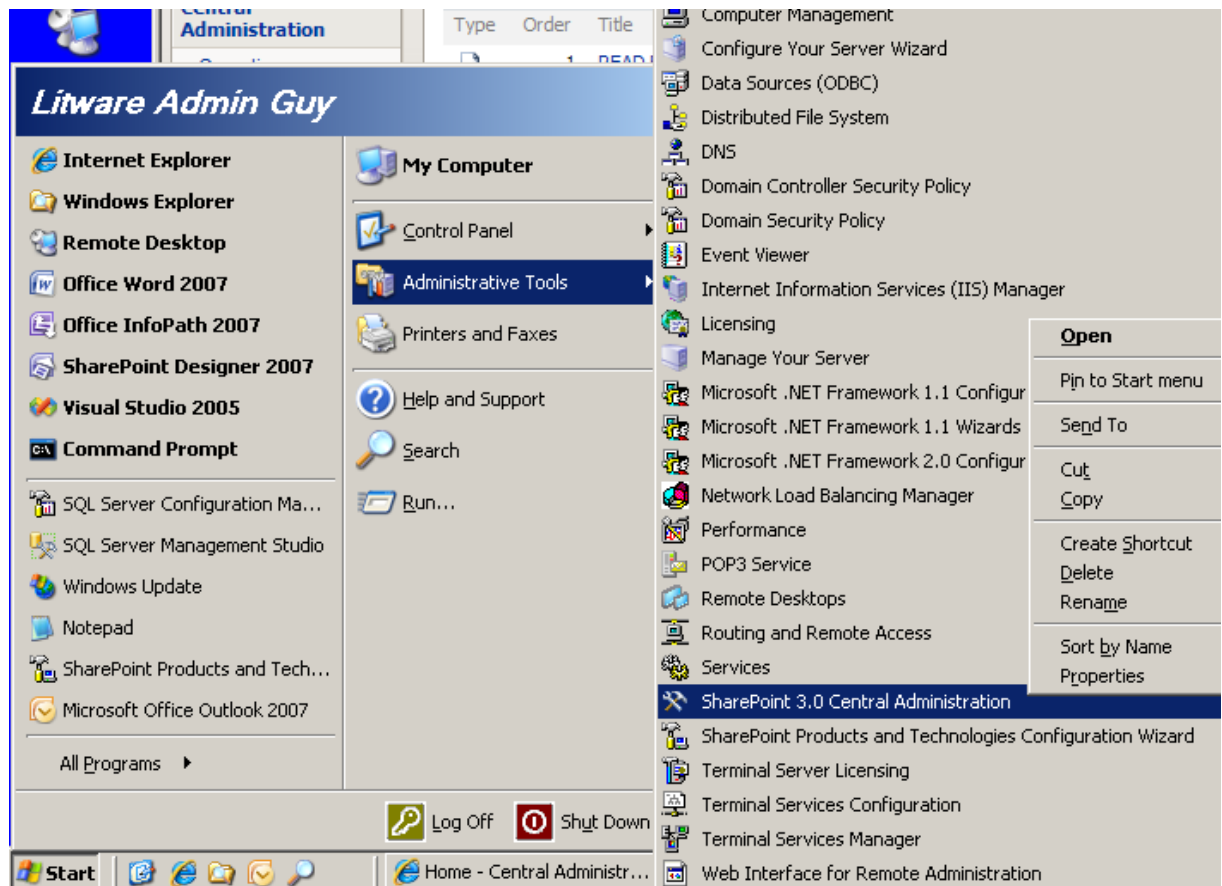 Central
Administration
Type Order Title
1 READ
Litware Admin Guy
Internet Explorer
Windows Explorer
Remote Desktop
Office Word 2007
Office InfoPath 2007
SharePoint Designer 2007
Visual Studio 2005
Command Prompt
SQL Server Configuration Ma...
SQL Server Management Studio
Windows Update
Notepad
SharePoint Products and Tech...
Microsoft Office Outlook 2007
All Programs
My Computer
Control Panel
Administrative Tools
Printers and Faxes
Help and Support
Search
Run...
Log Off Shut Down
Computer Management
Configure Your Server Wizard
Data Sources (ODBC)
Distributed File System
DNS
Domain Controller Security Policy
Domain Security Policy
Event Viewer
Internet Information Services (IIS) Manager
Licensing
Manage Your Server
Microsoft .NET Framework 1.1 Configur
Microsoft .NET Framework 1.1 Wizards
Microsoft .NET Framework 2.0 Configur
Network Load Balancing Manager
Performance
POP3 Service
Remote Desktops
Routing and Remote Access
Services
SharePoint 3.0 Central Administration
SharePoint Products and Technologies Configuration Wizard
Terminal Server Licensing
Terminal Services Configuration
Terminal Services Manager
Web Interface for Remote Administration
Open
Pin to Start menu
Send To
Cut
Copy
Create Shortcut
Delete
Rename
Sort by Name
Properties
Start
Home - Central Administr...